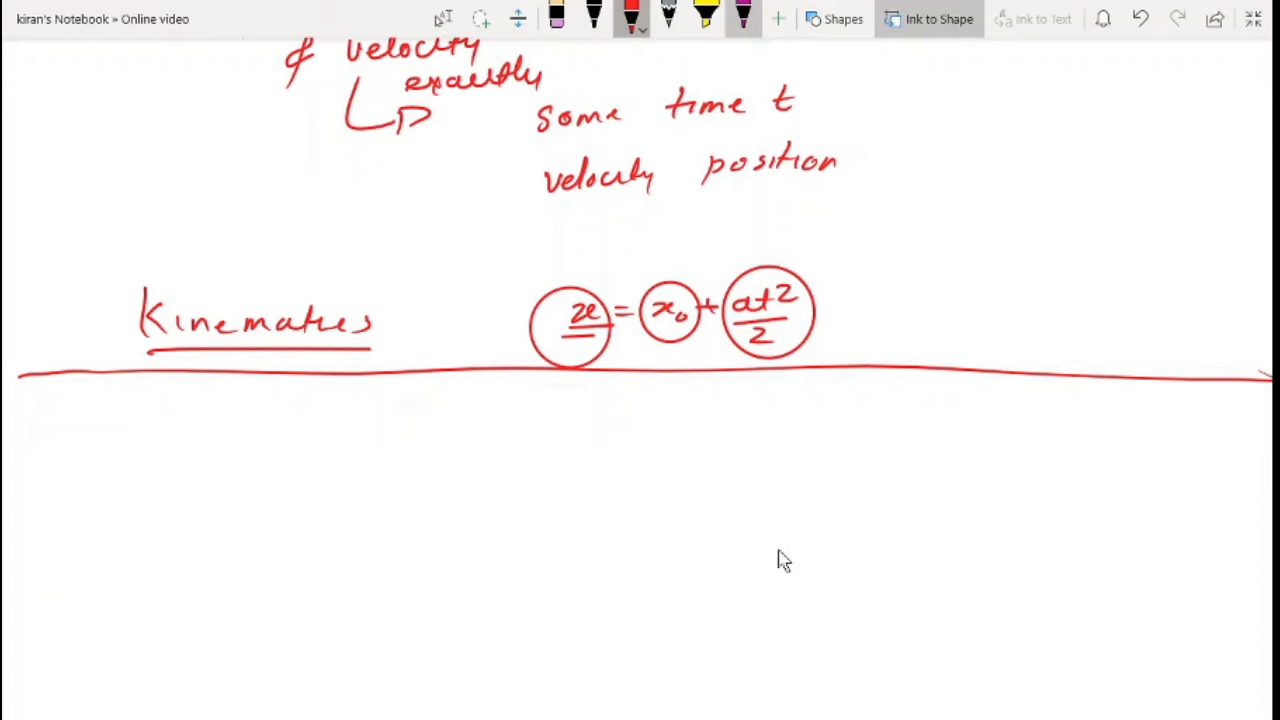 kiran's Notebook » Online video
Shapes
Ink to Shape
Ink to Text
& velocity
exactly
some time t
velocity position
Kinematics
x = x₀ + at2/2